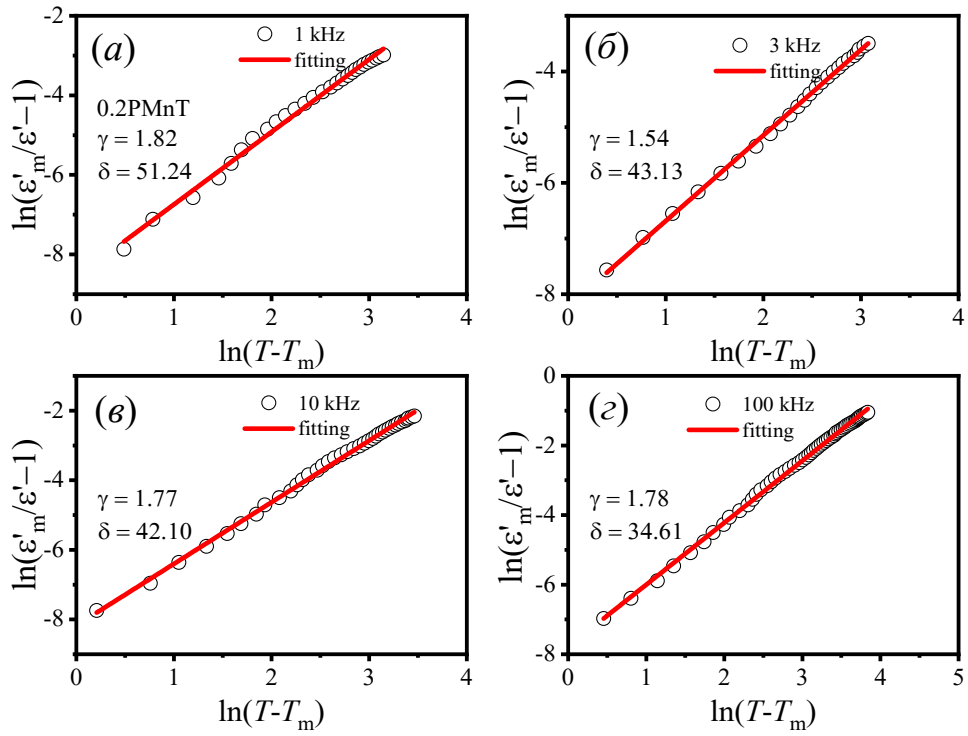 (а)
1 kHz
fitting
0.2PMnT
γ = 1.82
δ = 51.24
ln(ε'm/ε'−1)
-2
-4
-6
-8
0 1 2 3 4
ln(T-Tm)
(б)
3 kHz
fitting
γ = 1.54
δ = 43.13
ln(ε'm/ε'−1)
-4
-6
-8
0 1 2 3 4
ln(T-Tm)
(в)
10 kHz
fitting
γ = 1.77
δ = 42.10
ln(ε'm/ε'−1)
-2
-4
-6
-8
0 1 2 3 4
ln(T-Tm)
(г)
100 kHz
fitting
γ = 1.78
δ = 34.61
ln(ε'm/ε'−1)
0
-2
-4
-6
-8
0 1 2 3 4 5
ln(T-Tm)